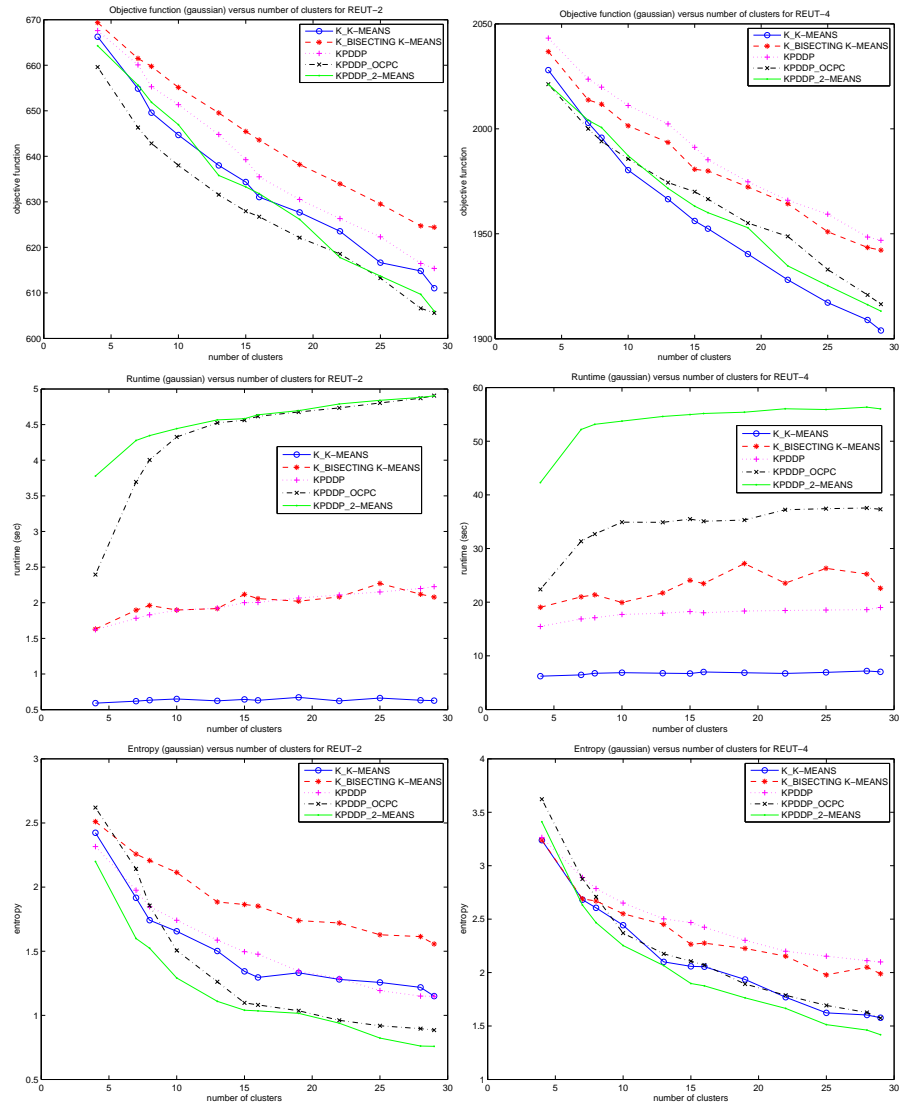 Objective function (gaussian) versus number of clusters for REUT−2
670
660
650
640
630
620
610
600
objective function
0 5 10 15 20 25 30
number of clusters
K_K−MEANS
K_BISECTING K−MEANS
KPDDP
KPDDP_OCPC
KPDDP_2−MEANS
Objective function (gaussian) versus number of clusters for REUT−4
2050
2000
1950
1900
objective function
0 5 10 15 20 25 30
number of clusters
K_K−MEANS
K_BISECTING K−MEANS
KPDDP
KPDDP_OCPC
KPDDP_2−MEANS
Runtime (gaussian) versus number of clusters for REUT−2
5
4.5
4
3.5
3
2.5
2
1.5
1
0.5
runtime (sec)
0 5 10 15 20 25 30
number of clusters
K_K−MEANS
K_BISECTING K−MEANS
KPDDP
KPDDP_OCPC
KPDDP_2−MEANS
Runtime (gaussian) versus number of clusters for REUT−4
60
50
40
30
20
10
0
runtime (sec)
0 5 10 15 20 25 30
number of clusters
K_K−MEANS
K_BISECTING K−MEANS
KPDDP
KPDDP_OCPC
KPDDP_2−MEANS
Entropy (gaussian) versus number of clusters for REUT−2
3
2.5
2
1.5
1
0.5
entropy
0 5 10 15 20 25 30
number of clusters
K_K−MEANS
K_BISECTING K−MEANS
KPDDP
KPDDP_OCPC
KPDDP_2−MEANS
Entropy (gaussian) versus number of clusters for REUT−4
4
3.5
3
2.5
2
1.5
1
entropy
0 5 10 15 20 25 30
number of clusters
K_K−MEANS
K_BISECTING K−MEANS
KPDDP
KPDDP_OCPC
KPDDP_2−MEANS